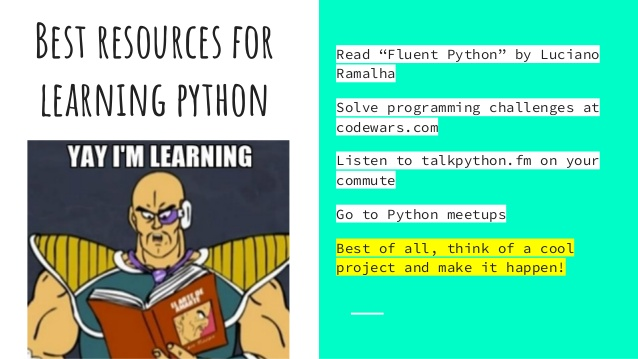 Best resources for
learning python
YAY I'M LEARNING
Read “Fluent Python” by Luciano
Ramalha
Solve programming challenges at
codewars.com
Listen to talkpython.fm on your
commute
Go to Python meetups
Best of all, think of a cool
project and make it happen!